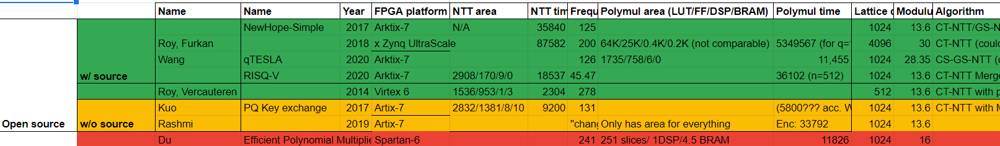 Name Name Year FPGA platform NTT area NTT tim Frequ Polymul area (LUT/FF/DSP/BRAM) Polymul time Lattice Modulu Algorithm
NewHope-Simple 2017 Arktix-7 N/A 35840 125 1024 13.6 CT-NTT/GS-N
Roy, Furkan 2018 x Zynq UltraScale 87582 200 64K/25K/0.4K/0.2K (not comparable) 5349567 (for q= 4096 30 CT-NTT (coul
Wang qTESLA 2020 Arktix-7 126 1735/758/6/0 11,455 1024 28.35 CS-GS-NTT (
w/ source RISQ-V 2020 Arktix-7 2908/170/9/0 18537 45.47 36102 (n=512) 1024 13.6 CT-NTT Merge
Roy, Vercauteren 2014 Virtex 6 1536/953/1/3 2304 278 512 13.6 CT-NTT with p
Kuo PQ Key exchange 2017 Artix-7 2832/1381/8/10 9200 131 (5800??? acc. W 1024 13.6 CT-NTT with M
Open source w/o source Rashmi 2019 Artix-7 "chang Only has area for everything Enc: 33792 1024 13.6
Du Efficient Polynomial Multiplie Spartan-6 241 251 slices/ 1DSP/4.5 BRAM 11826 1024 16